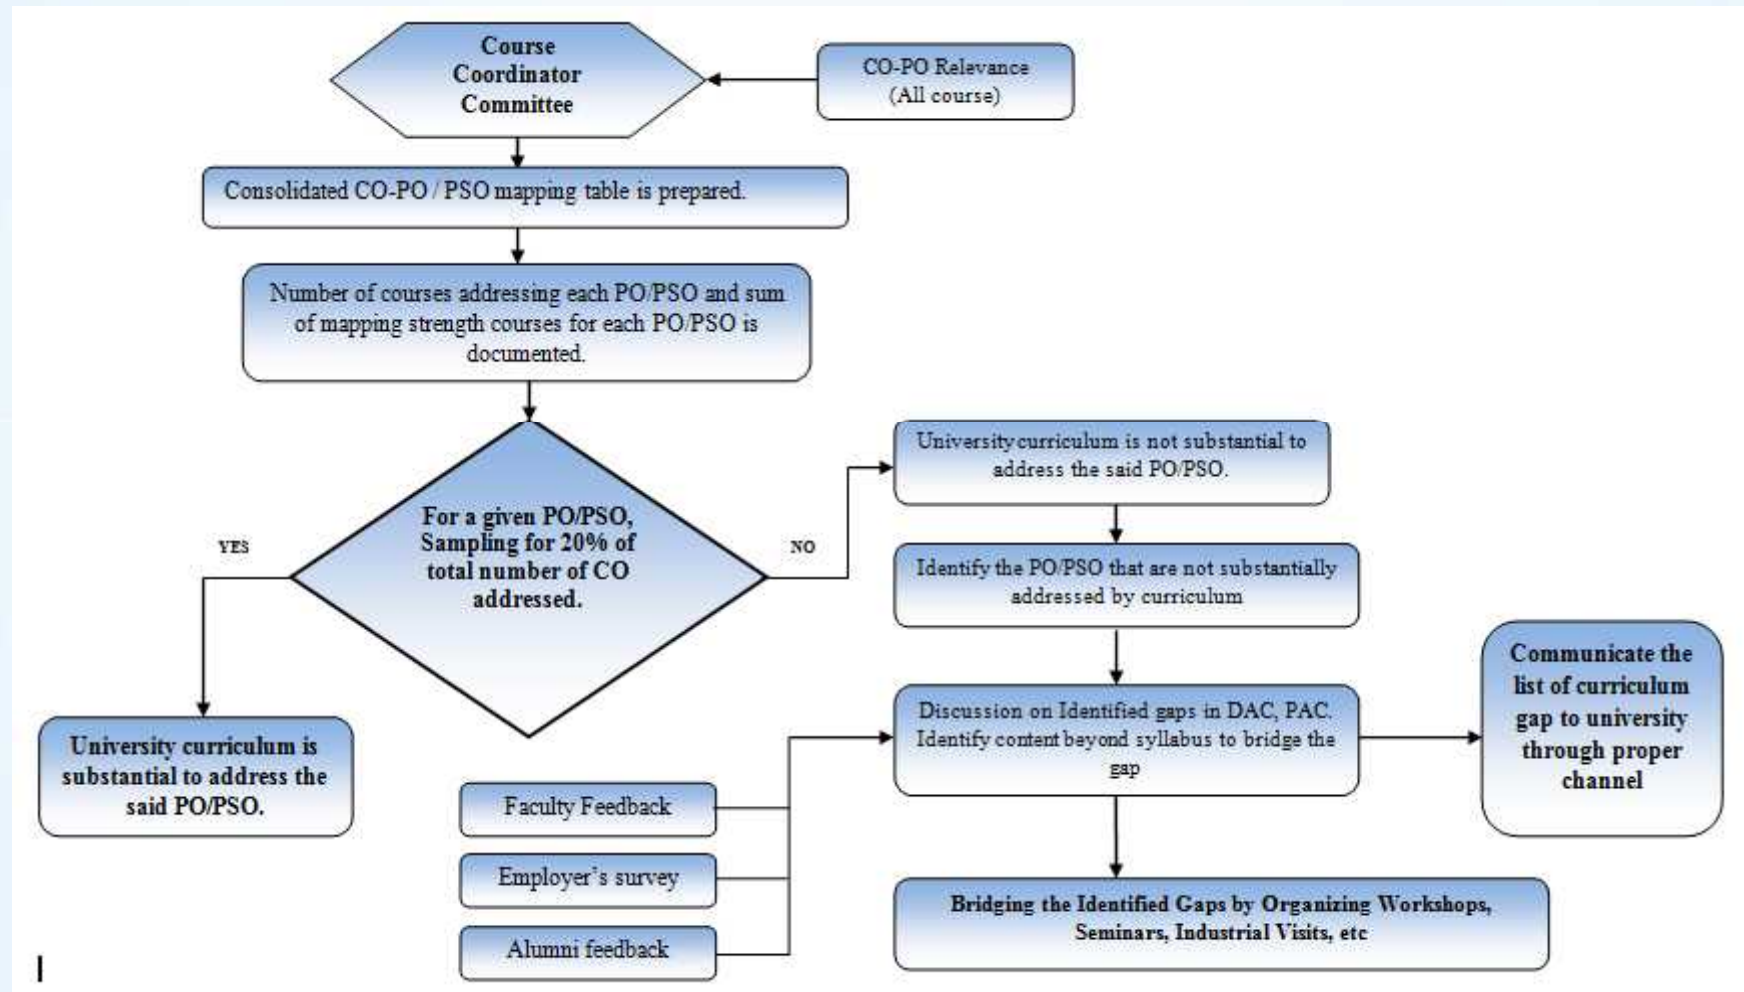 Course
Coordinator
Committee
CO-PO Relevance
(All course)
Consolidated CO-PO / PSO mapping table is prepared.
Number of courses addressing each PO/PSO and sum
of mapping strength courses for each PO/PSO is
documented.
For a given PO/PSO,
Sampling for 20% of
total number of CO
addressed.
YES
NO
University curriculum is
substantial to address the
said PO/PSO.
University curriculum is not substantial to
address the said PO/PSO.
Identify the PO/PSO that are not substantially
addressed by curriculum
Discussion on Identified gaps in DAC, PAC.
Identify content beyond syllabus to bridge the
gap
Communicate the
list of curriculum
gap to university
through proper
channel
Faculty Feedback
Employer’s survey
Alumni feedback
Bridging the Identified Gaps by Organizing Workshops,
Seminars, Industrial Visits, etc